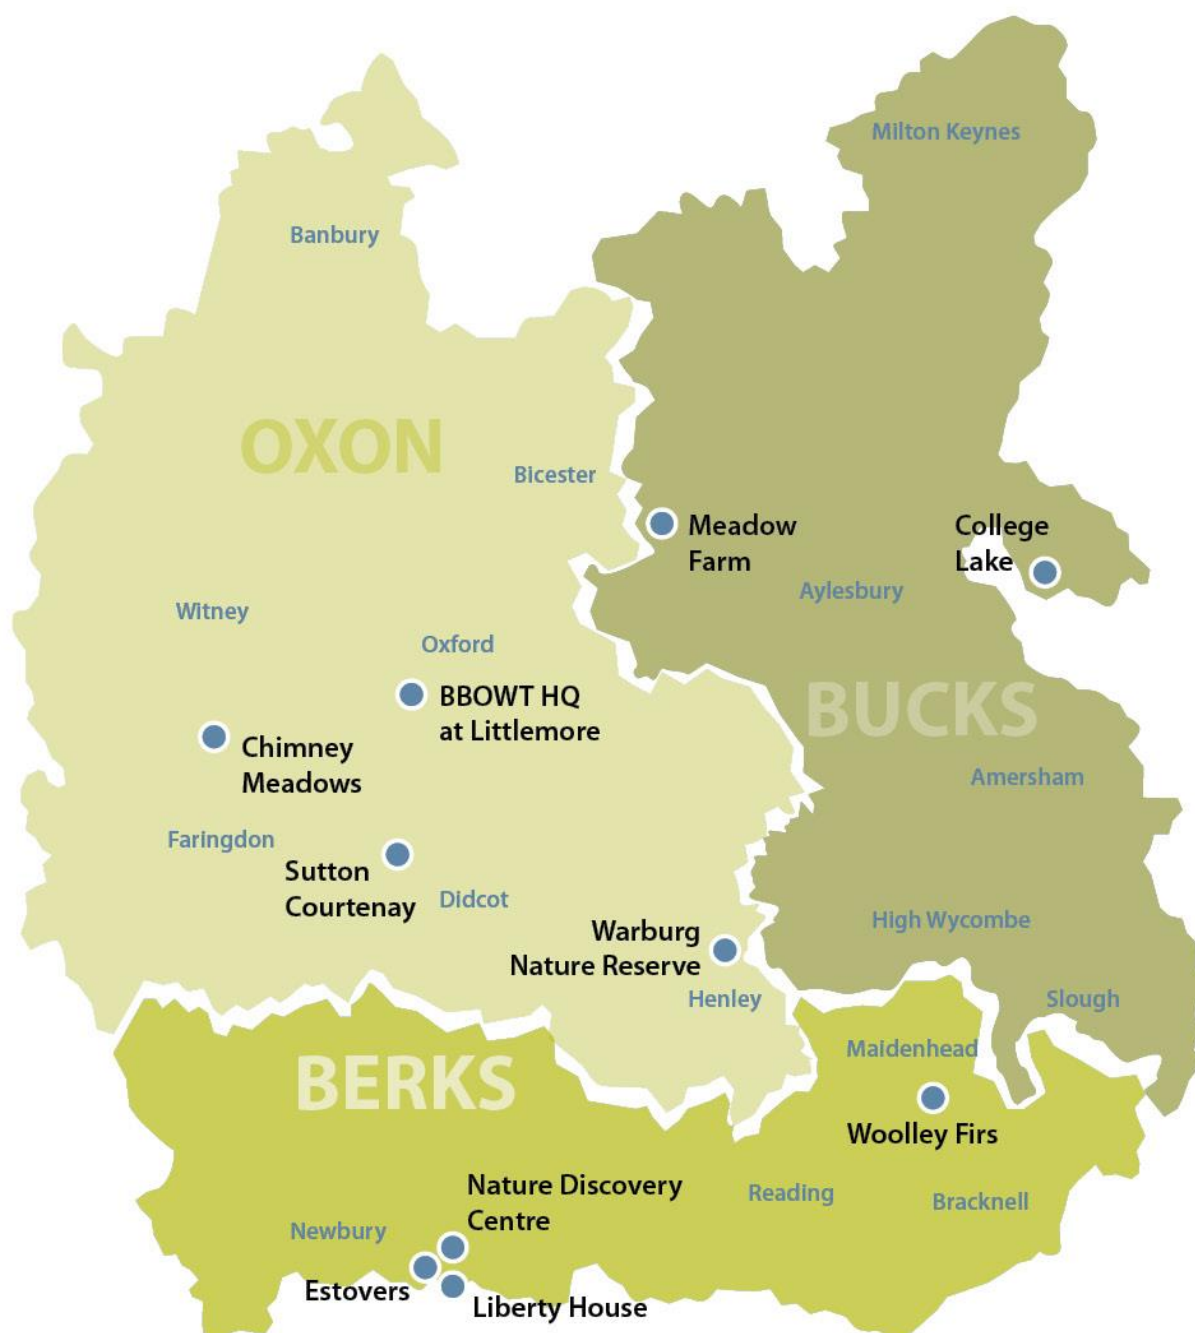 Milton Keynes
Banbury
OXON
Bicester
Meadow
Farm
College
Lake
Aylesbury
Witney
Oxford
BBOWT HQ
at Littlemore
BUCKS
Chimney
Meadows
Amersham
Faringdon
Sutton
Courtenay
Didcot
High Wycombe
Warburg
Nature Reserve
Henley
Slough
Maidenhead
BERKS
Woolley Firs
Nature Discovery
Centre
Reading
Bracknell
Newbury
Estovers
Liberty House